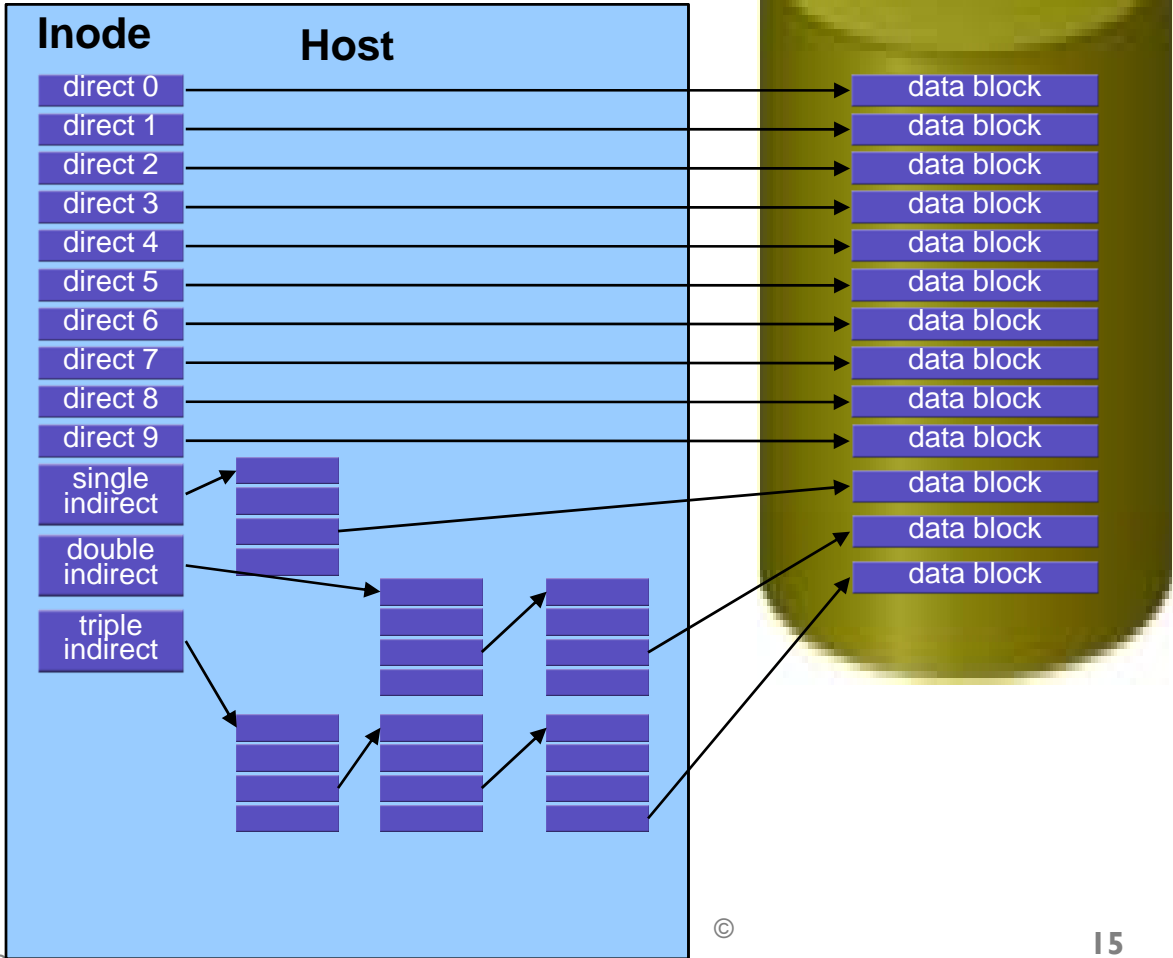 Inode
Host
direct 0
data block
direct 1
data block
direct 2
data block
direct 3
data block
direct 4
data block
direct 5
data block
direct 6
data block
direct 7
data block
direct 8
data block
direct 9
data block
single
indirect
data block
double
indirect
data block
data block
triple
indirect
©
15